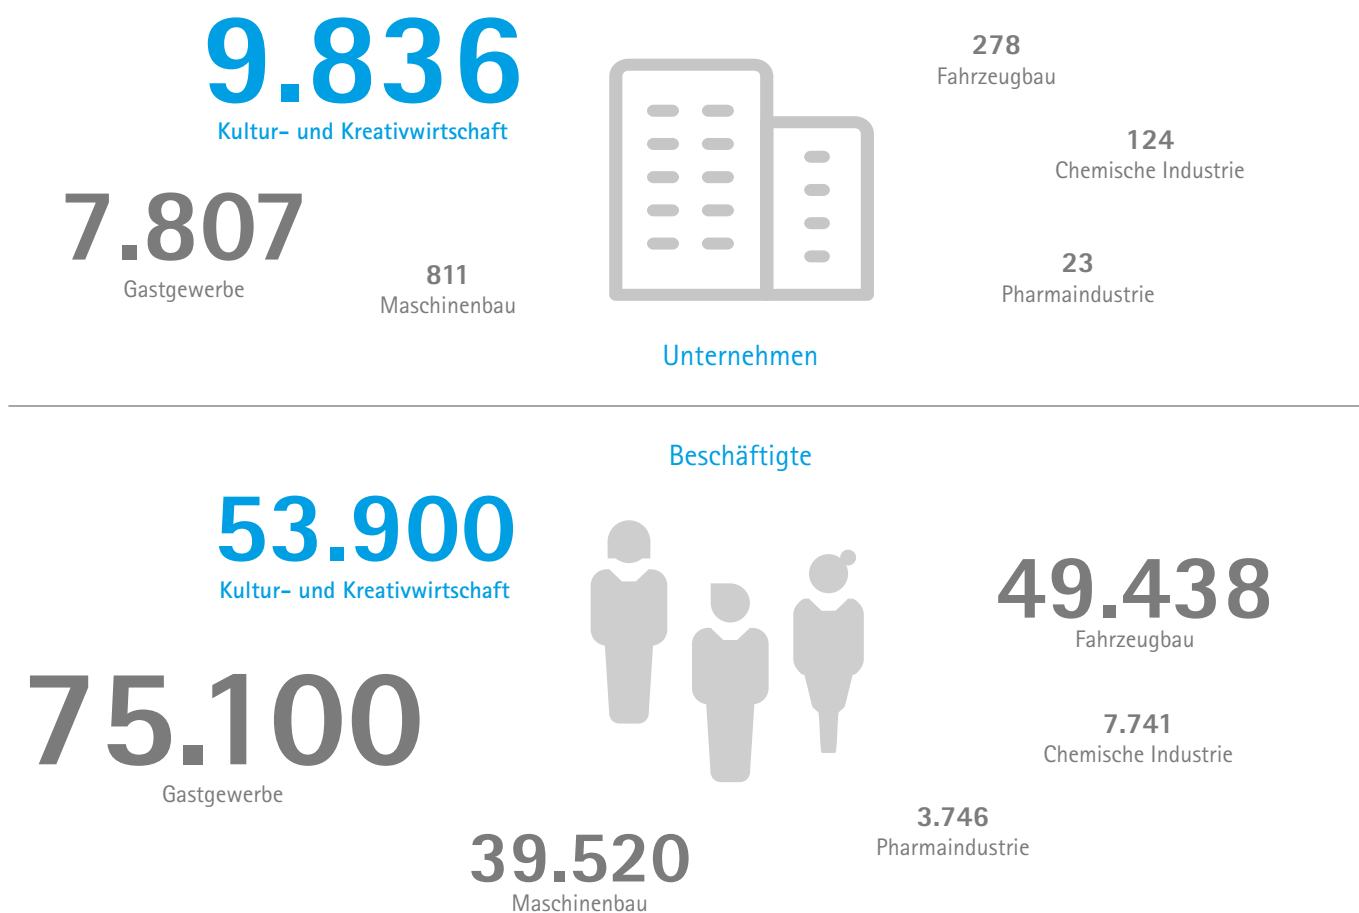 9.836
Kultur- und Kreativwirtschaft
7.807
Gastgewerbe
811
Maschinenbau
278
Fahrzeugbau
124
Chemische Industrie
23
Pharmaindustrie
Unternehmen
Beschäftigte
53.900
Kultur- und Kreativwirtschaft
75.100
Gastgewerbe
39.520
Maschinenbau
49.438
Fahrzeugbau
7.741
Chemische Industrie
3.746
Pharmaindustrie